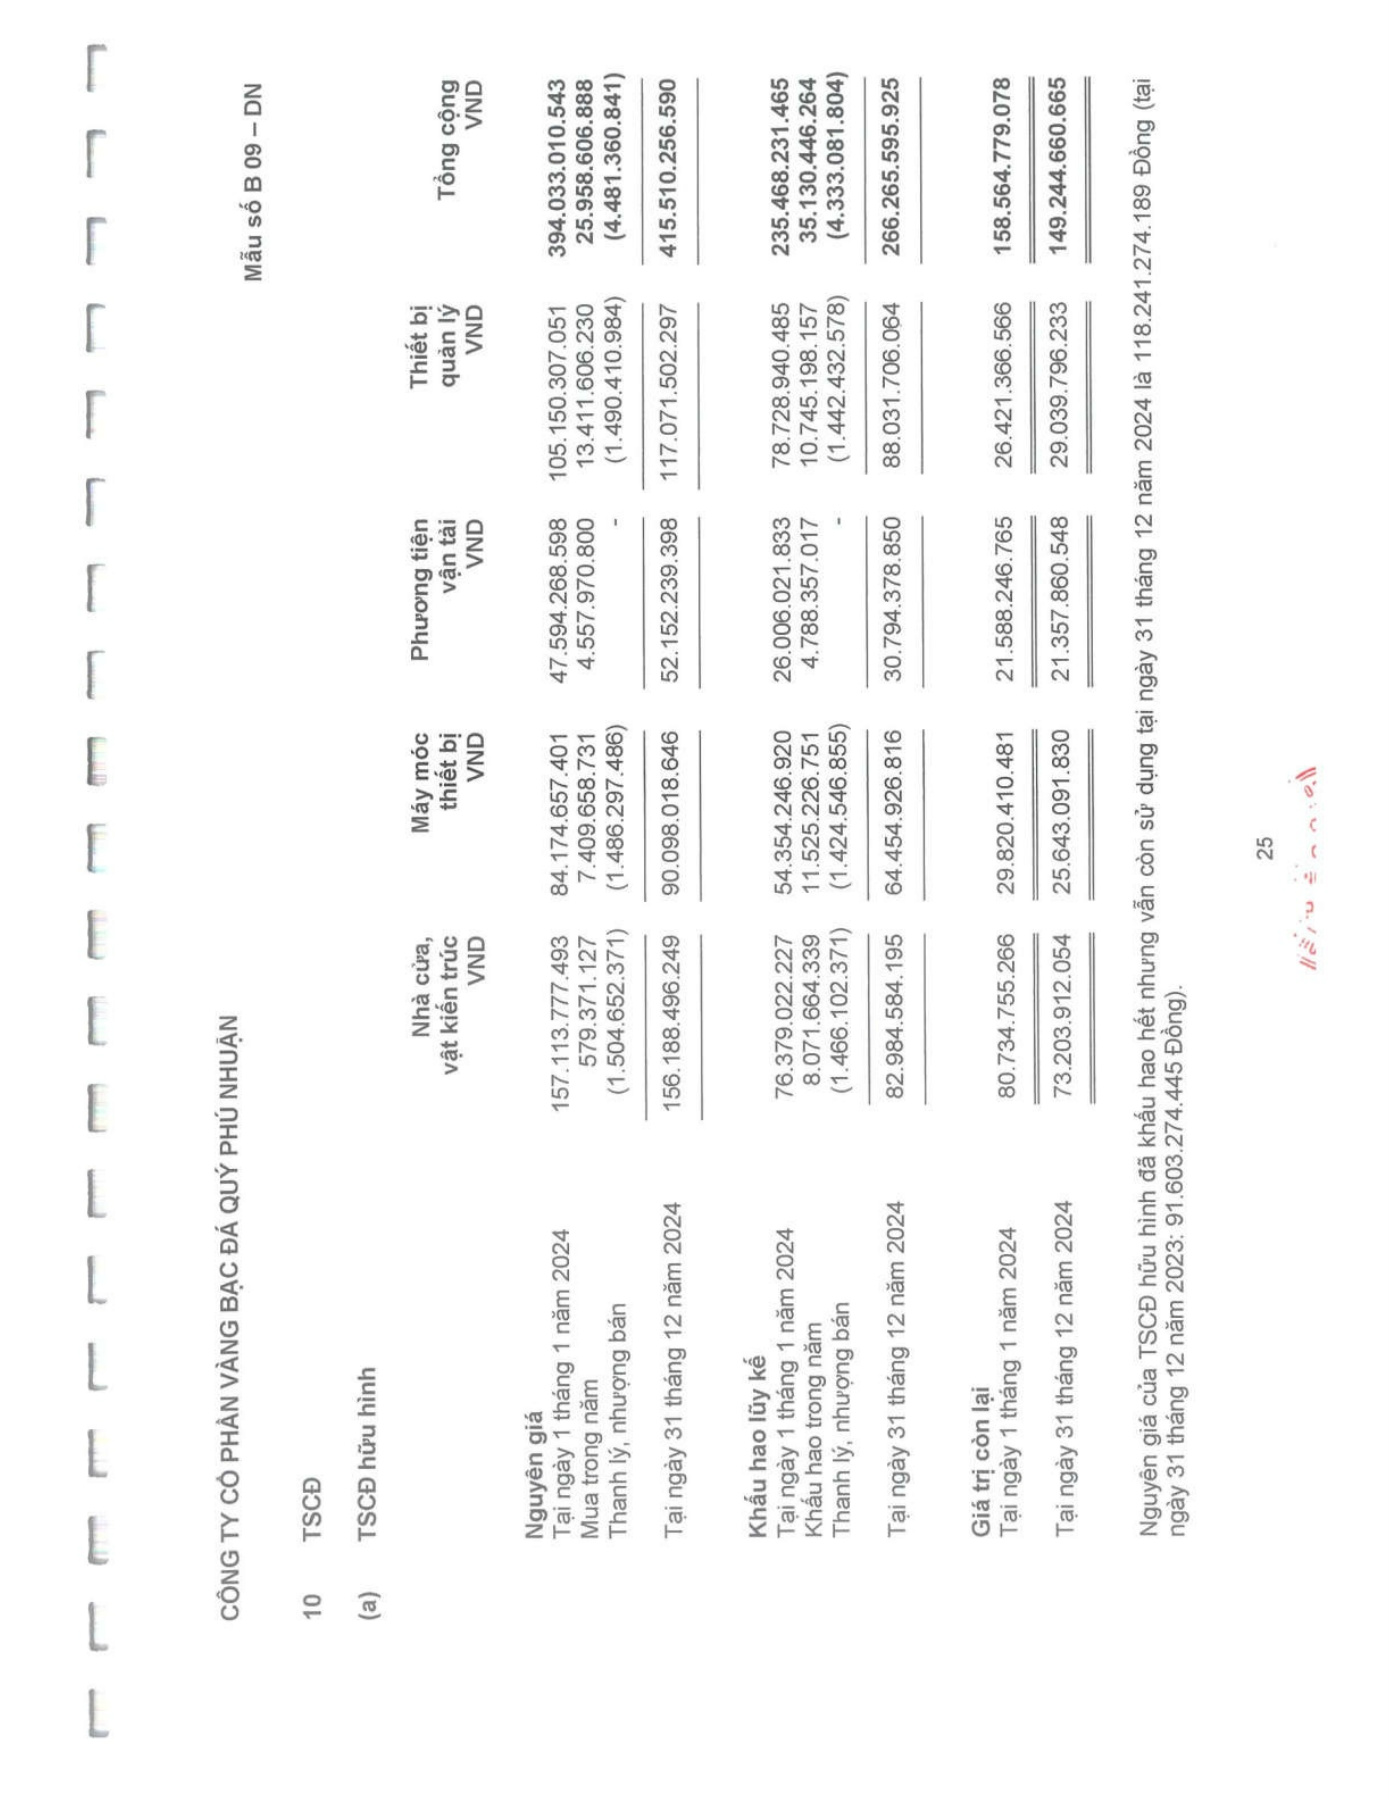 CÔNG TY CỔ PHẦN VÀNG BẠC ĐÁ QUÝ PHÚ NHUẬN
Mẫu số B 09 – DN
10 TSCĐ
(a) TSCĐ hữu hình
Nhà cửa, Máy móc Phương tiện Thiết bị
vật kiến trúc thiết bị vận tải quản lý Tổng cộng
VND VND VND VND VND
Nguyên giá
Tại ngày 1 tháng 1 năm 2024 157.113.777.493 84.174.657.401 47.594.268.598 105.150.307.051 394.033.010.543
Mua trong năm 579.371.127 7.409.658.731 4.557.970.800 13.411.606.230 25.958.606.888
Thanh lý, nhượng bán (1.504.652.371) (1.486.297.486) - (1.490.410.984) (4.481.360.841)
Tại ngày 31 tháng 12 năm 2024 156.188.496.249 90.098.018.646 52.152.239.398 117.071.502.297 415.510.256.590
Khấu hao lũy kế
Tại ngày 1 tháng 1 năm 2024 76.379.022.227 54.354.246.920 26.006.021.833 78.728.940.485 235.468.231.465
Khấu hao trong năm 8.071.664.339 11.525.226.751 4.788.357.017 10.745.198.157 35.130.446.264
Thanh lý, nhượng bán (1.466.102.371) (1.424.546.855) - (1.442.432.578) (4.333.081.804)
Tại ngày 31 tháng 12 năm 2024 82.984.584.195 64.454.926.816 30.794.378.850 88.031.706.064 266.265.595.925
Giá trị còn lại
Tại ngày 1 tháng 1 năm 2024 80.734.755.266 29.820.410.481 21.588.246.765 26.421.366.566 158.564.779.078
Tại ngày 31 tháng 12 năm 2024 73.203.912.054 25.643.091.830 21.357.860.548 29.039.796.233 149.244.660.665
Nguyên giá của TSCĐ hữu hình đã khấu hao hết nhưng vẫn còn sử dụng tại ngày 31 tháng 12 năm 2024 là 118.241.274.189 Đồng (tại
ngày 31 tháng 12 năm 2023: 91.603.274.445 Đồng).
25